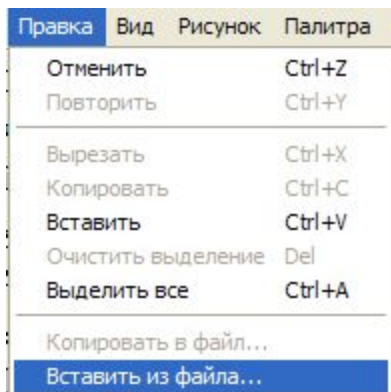 Правка Вид Рисунок Палитра
Отменить Ctrl+Z
Повторить Ctrl+Y
Вырезать Ctrl+X
Копировать Ctrl+C
Вставить Ctrl+V
Очистить выделение Del
Выделить все Ctrl+A
Копировать в файл...
Вставить из файла...